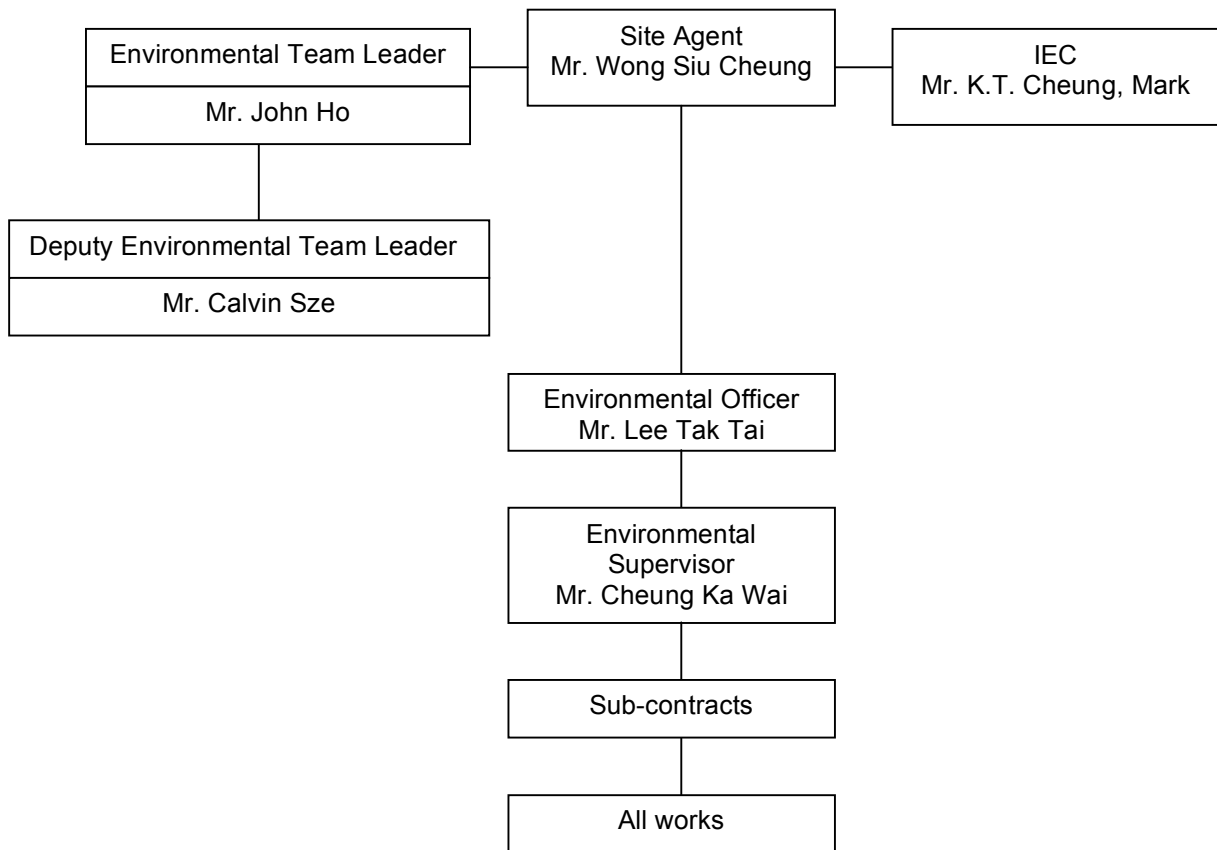 Environmental Team Leader
Mr. John Ho
Site Agent
Mr. Wong Siu Cheung
IEC
Mr. K.T. Cheung, Mark
Deputy Environmental Team Leader
Mr. Calvin Sze
Environmental Officer
Mr. Lee Tak Tai
Environmental
Supervisor
Mr. Cheung Ka Wai
Sub-contracts
All works